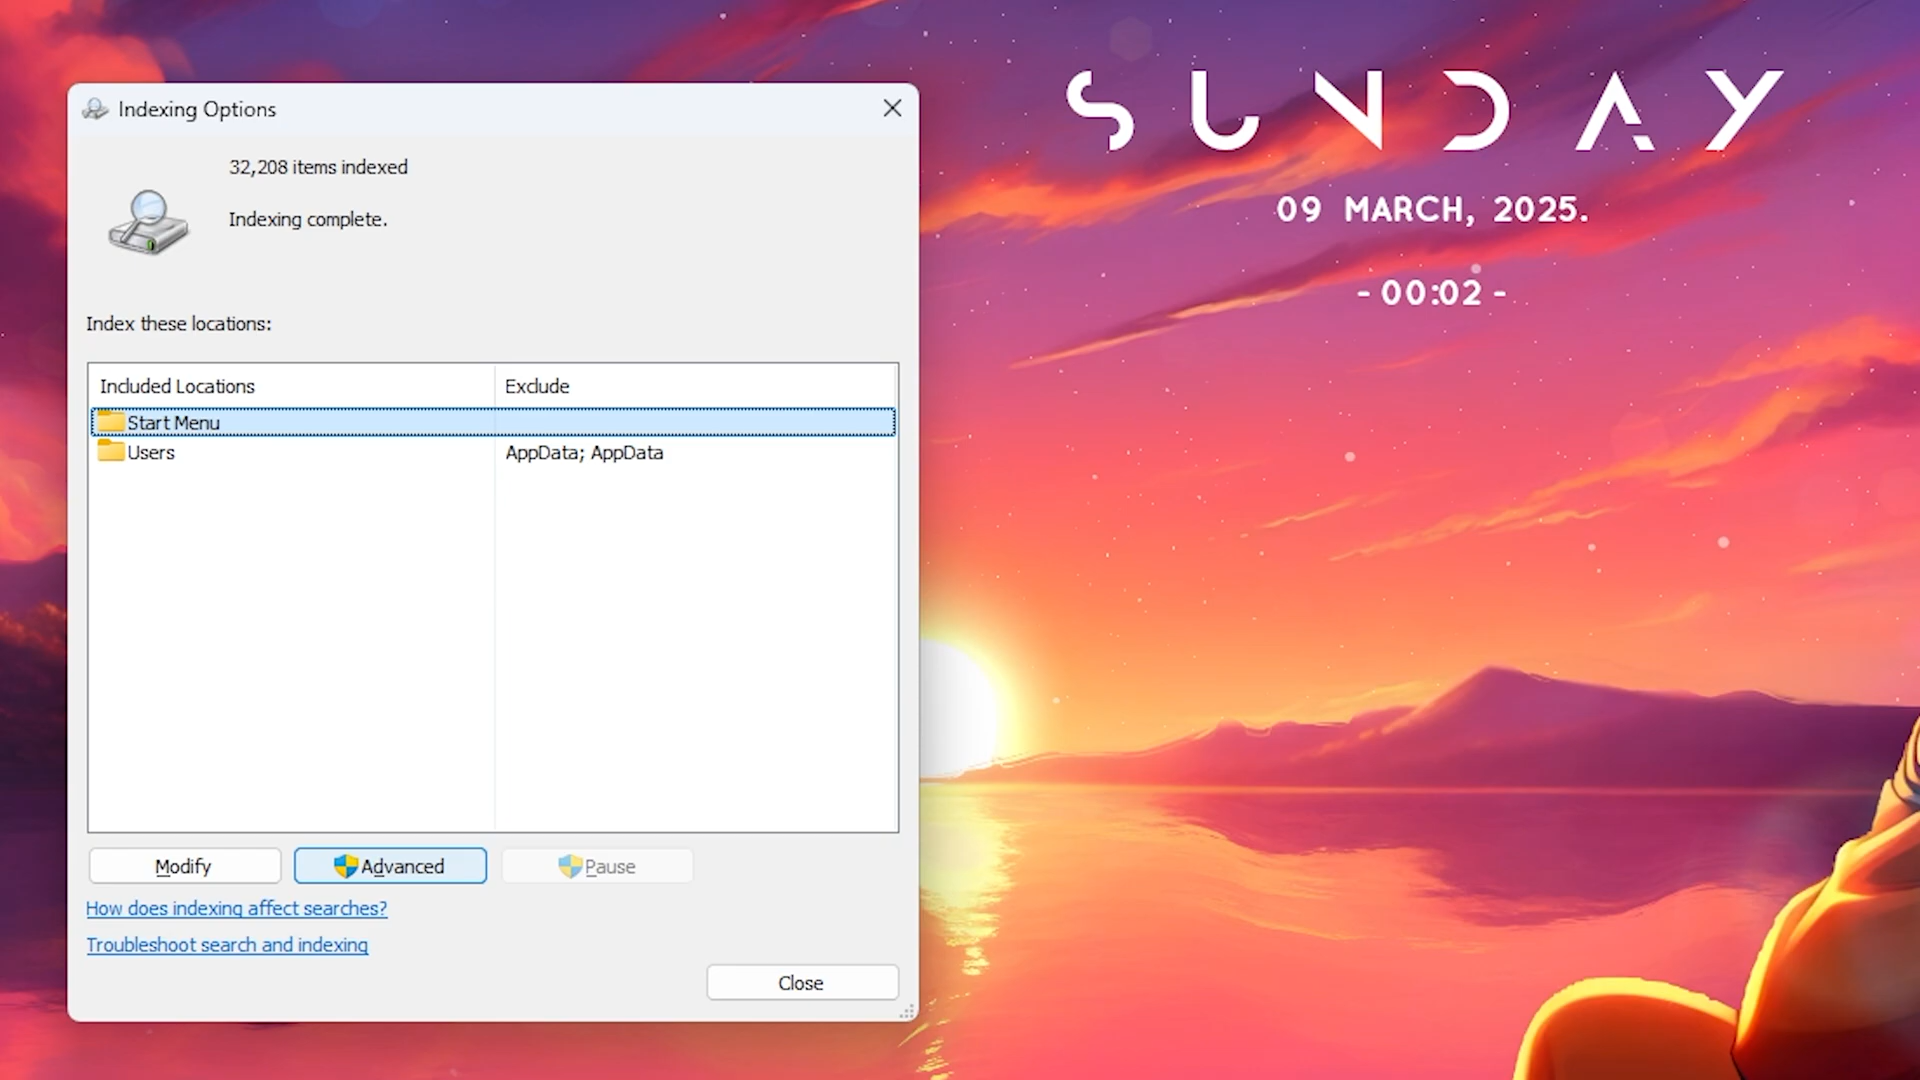 Indexing Options
32,208 items indexed
Indexing complete.
Index these locations:
Included Locations Exclude
Start Menu
Users AppData; AppData
Modify Advanced Pause
How does indexing affect searches?
Troubleshoot search and indexing
Close
SUNDAY
09 MARCH, 2025.
- 00:02 -